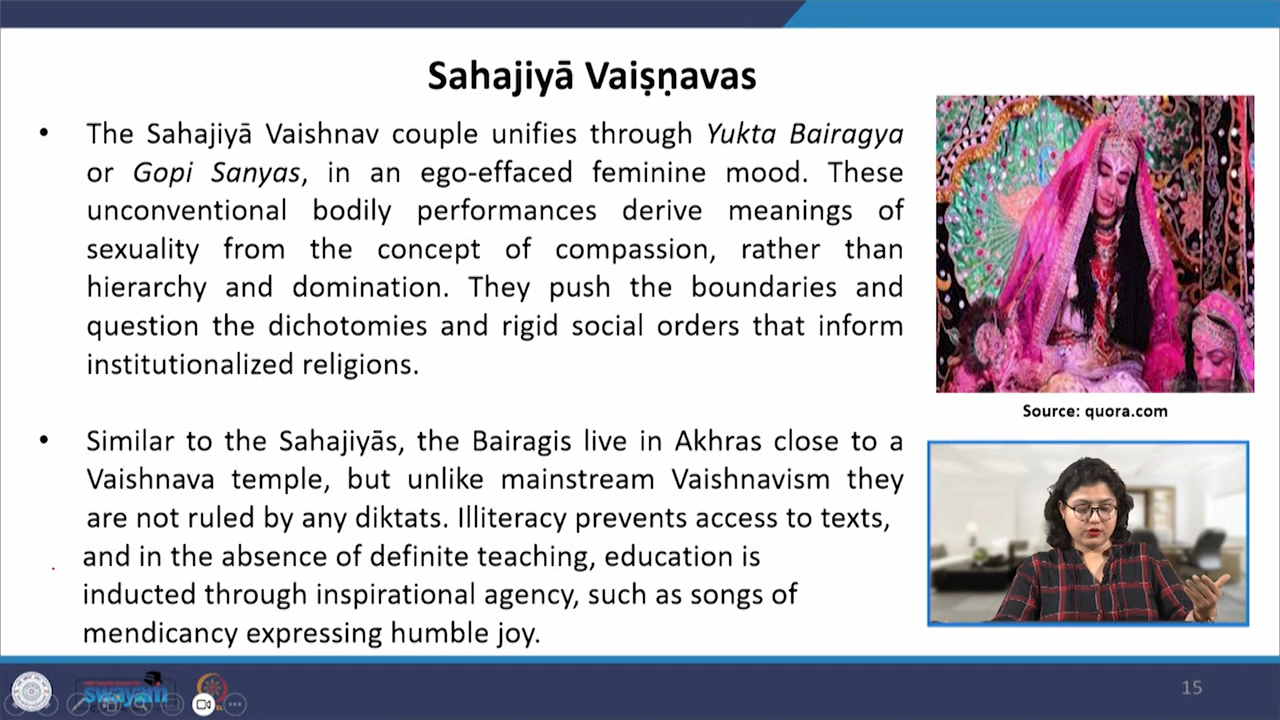 Sahajiyā Vaiṣṇavas
• The Sahajiyā Vaishnav couple unifies through Yukta Bairagya
or Gopi Sanyas, in an ego-effaced feminine mood. These
unconventional bodily performances derive meanings of
sexuality from the concept of compassion, rather than
hierarchy and domination. They push the boundaries and
question the dichotomies and rigid social orders that inform
institutionalized religions.
Source: quora.com
• Similar to the Sahajiyās, the Bairagis live in Akhras close to a
Vaishnava temple, but unlike mainstream Vaishnavism they
are not ruled by any diktats. Illiteracy prevents access to texts,
and in the absence of definite teaching, education is
inducted through inspirational agency, such as songs of
mendicancy expressing humble joy.
swayam
15